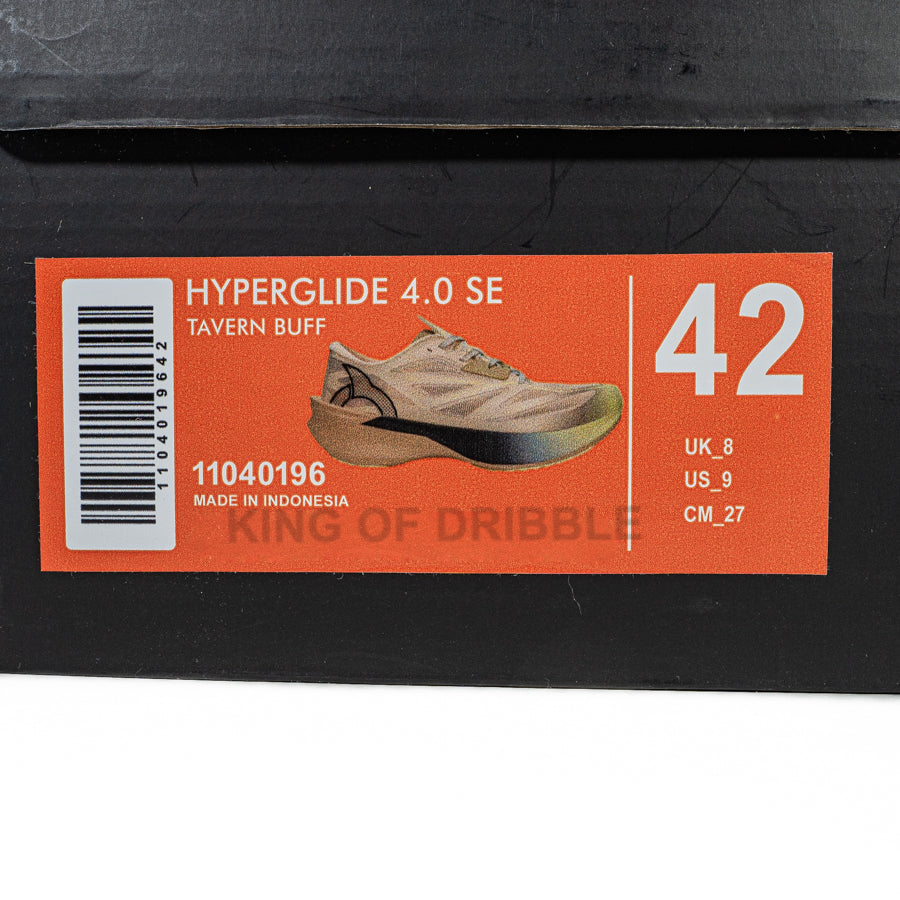 HYPERGLIDE 4.0 SE
TAVERN BUFF
1104019642
11040196
MADE IN INDONESIA
KING OF DRIBBLE
42
UK_8
US_9
CM_27